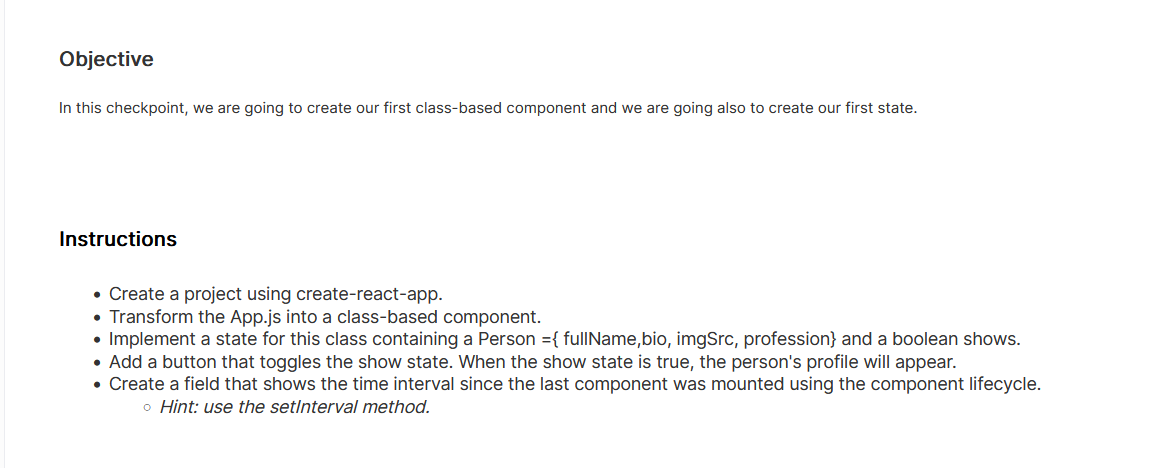 Objective
In this checkpoint, we are going to create our first class-based component and we are going also to create our first state.
Instructions
• Create a project using create-react-app.
• Transform the App.js into a class-based component.
• Implement a state for this class containing a Person ={ fullName,bio, imgSrc, profession} and a boolean shows.
• Add a button that toggles the show state. When the show state is true, the person's profile will appear.
• Create a field that shows the time interval since the last component was mounted using the component lifecycle.
○ Hint: use the setInterval method.